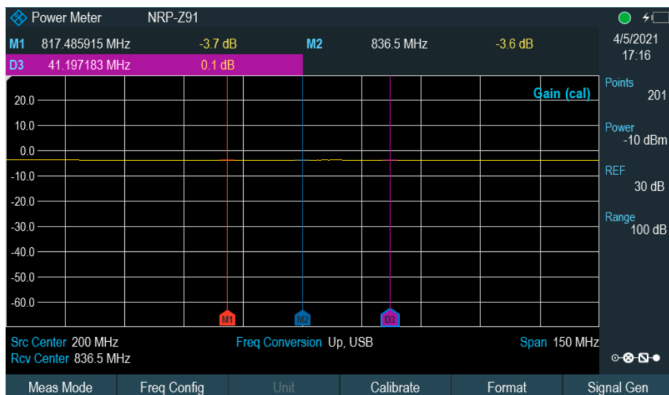 Power Meter NRP-Z91
M1 817.485915 MHz -3.7 dB M2 836.5 MHz -3.6 dB
D3 41.197183 MHz 0.1 dB
4/5/2021
17:16
Gain (cal)
20.0
10.0
0.0
-10.0
-20.0
-30.0
-40.0
-50.0
-60.0
M1 M2 D3
Points
201
Power
-10 dBm
REF
30 dB
Range
100 dB
Src Center 200 MHz Freq Conversion Up, USB Span 150 MHz
Rcv Center 836.5 MHz
Meas Mode Freq Config Unit Calibrate Format Signal Gen